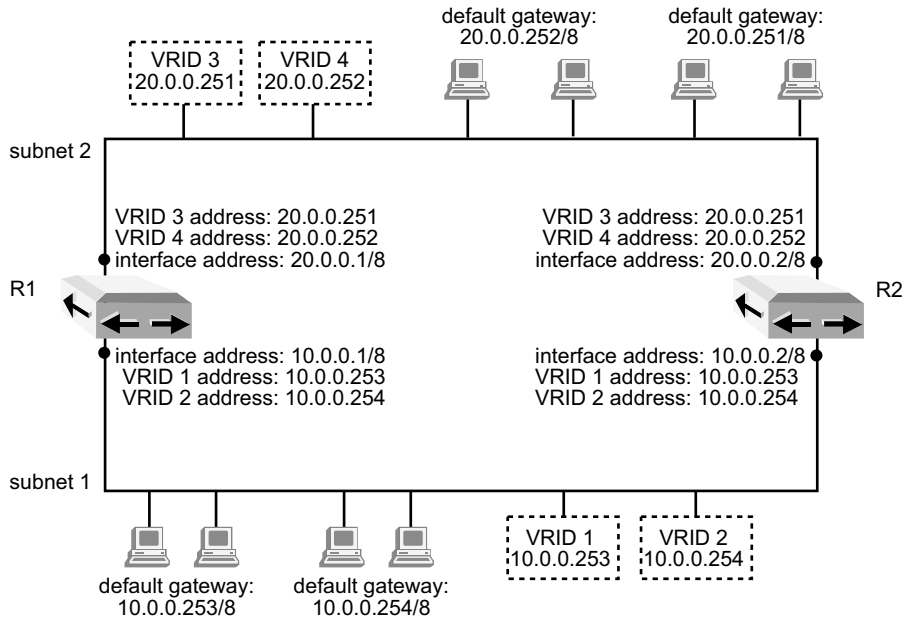 default gateway:
20.0.0.252/8
default gateway:
20.0.0.251/8
VRID 3
20.0.0.251
VRID 4
20.0.0.252
subnet 2
VRID 3 address: 20.0.0.251
VRID 4 address: 20.0.0.252
interface address: 20.0.0.1/8
VRID 3 address: 20.0.0.251
VRID 4 address: 20.0.0.252
interface address: 20.0.0.2/8
R1
R2
interface address: 10.0.0.1/8
VRID 1 address: 10.0.0.253
VRID 2 address: 10.0.0.254
interface address: 10.0.0.2/8
VRID 1 address: 10.0.0.253
VRID 2 address: 10.0.0.254
subnet 1
default gateway:
10.0.0.253/8
default gateway:
10.0.0.254/8
VRID 1
10.0.0.253
VRID 2
10.0.0.254